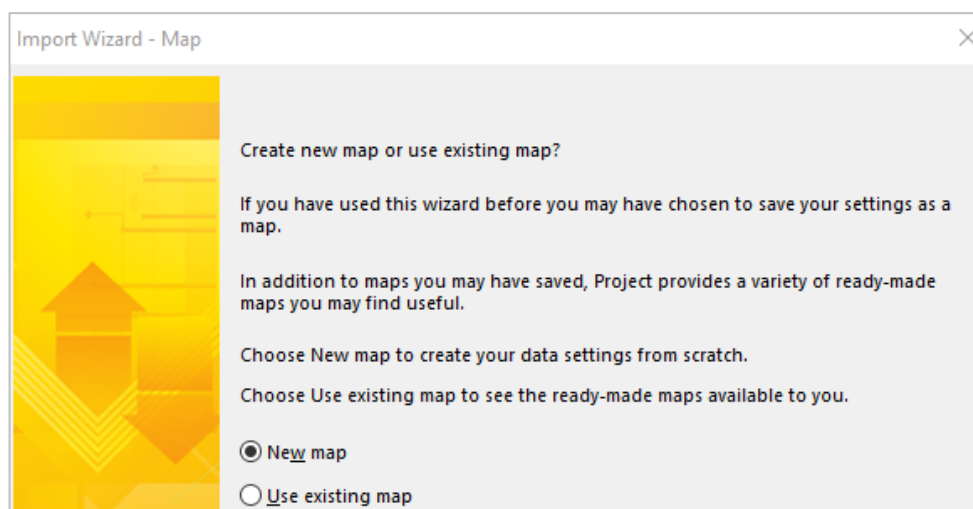 Import Wizard - Map
Create new map or use existing map?
If you have used this wizard before you may have chosen to save your settings as a
map.
In addition to maps you may have saved, Project provides a variety of ready-made
maps you may find useful.
Choose New map to create your data settings from scratch.
Choose Use existing map to see the ready-made maps available to you.
New map
Use existing map